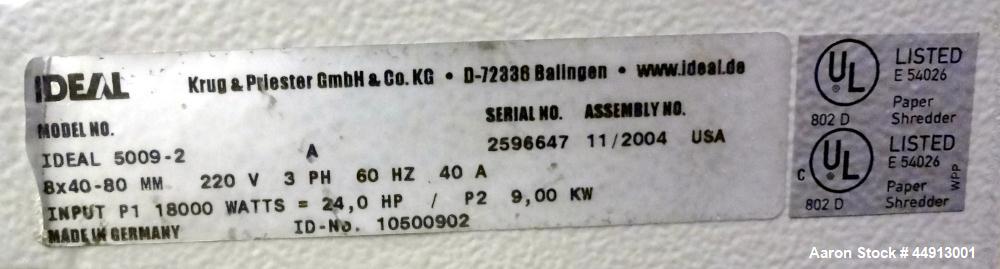 IDEAL Krug & Priester GmbH & Co. KG • D-72336 Balingen • www.ideal.de
MODEL NO. SERIAL NO. ASSEMBLY NO.
IDEAL 5009-2 A 2596647 11/2004 USA
8x40-80 MM 220 V 3 PH 60 HZ 40 A
INPUT P1 18000 WATTS = 24,0 HP / P2 9,00 KW
MADE IN GERMANY ID-No. 10500902
UL LISTED
® E 54026
Paper
802 D Shredder
C UL LISTED
® E 54026
Paper
802 D Shredder
WPP
Aaron Stock # 44913001